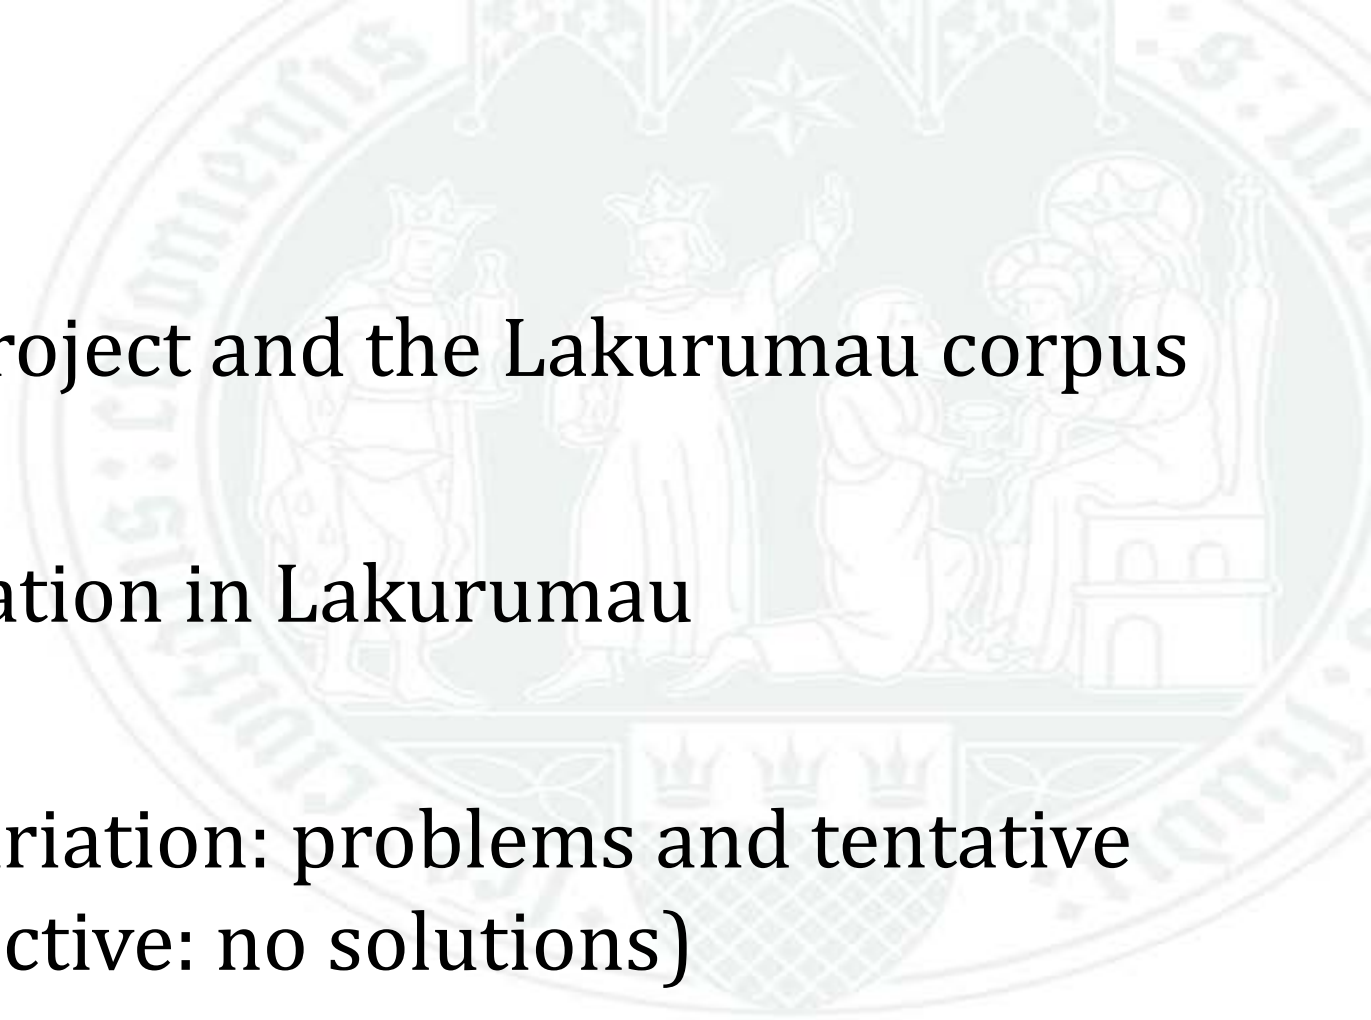 roject and the Lakurumau corpus
ation in Lakurumau
riation: problems and tentative
ctive: no solutions)